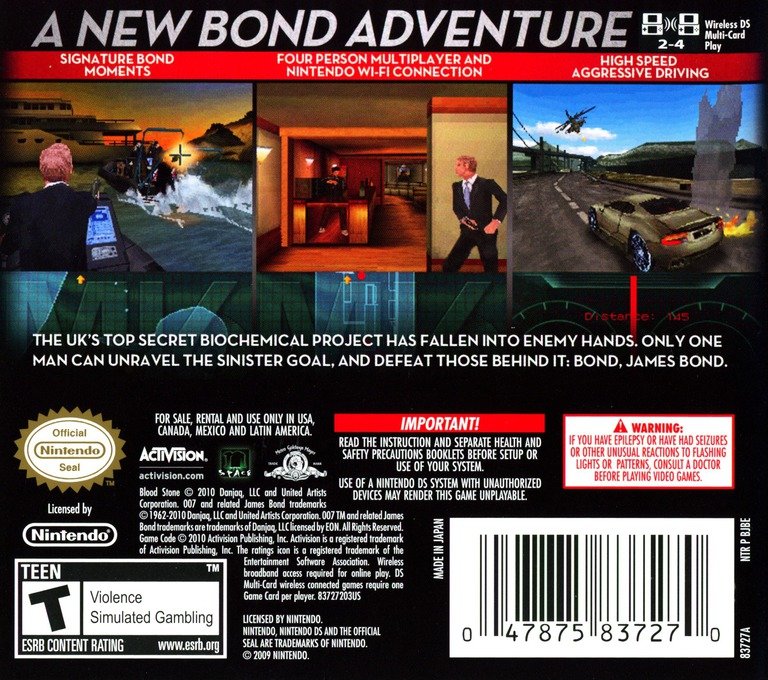 A NEW BOND ADVENTURE
2-4
Wireless DS
Multi-Card
Play
SIGNATURE BOND
MOMENTS
FOUR PERSON MULTIPLAYER AND
NINTENDO WI-FI CONNECTION
HIGH SPEED
AGGRESSIVE DRIVING
Distance: 145
THE UK'S TOP SECRET BIOCHEMICAL PROJECT HAS FALLEN INTO ENEMY HANDS. ONLY ONE
MAN CAN UNRAVEL THE SINISTER GOAL, AND DEFEAT THOSE BEHIND IT: BOND, JAMES BOND.
Official
Nintendo
Seal
TM
Licensed by
Nintendo®
FOR SALE, RENTAL AND USE ONLY IN USA,
CANADA, MEXICO AND LATIN AMERICA.
ACTIVISION®
activision.com
n-Space
Metro Goldwyn Mayer
TRADE MARK
Blood Stone © 2010 Danjaq, LLC and United Artists
Corporation. 007 and related James Bond trademarks
© 1962-2010 Danjaq, LLC and United Artists Corporation. 007 TM and related James
Bond trademarks are trademarks of Danjaq, LLC licensed by EON. All Rights Reserved.
Game Code © 2010 Activision Publishing, Inc. Activision is a registered trademark
of Activision Publishing, Inc. The ratings icon is a registered trademark of the
Entertainment Software Association. Wireless
broadband access required for online play. DS
Multi-Card wireless connected games require one
Game Card per player. 83727203US
LICENSED BY NINTENDO.
NINTENDO, NINTENDO DS AND THE OFFICIAL
SEAL ARE TRADEMARKS OF NINTENDO.
© 2009 NINTENDO.
IMPORTANT!
READ THE INSTRUCTION AND SEPARATE HEALTH AND
SAFETY PRECAUTIONS BOOKLETS BEFORE SETUP OR
USE OF YOUR SYSTEM.
USE OF A NINTENDO DS SYSTEM WITH UNAUTHORIZED
DEVICES MAY RENDER THIS GAME UNPLAYABLE.
WARNING:
IF YOU HAVE EPILEPSY OR HAVE HAD SEIZURES
OR OTHER UNUSUAL REACTIONS TO FLASHING
LIGHTS OR PATTERNS, CONSULT A DOCTOR
BEFORE PLAYING VIDEO GAMES.
TEEN
TM
T
Violence
Simulated Gambling
ESRB CONTENT RATING www.esrb.org
MADE IN JAPAN
0 47875 83727 0
NTR P BJBE
83727A